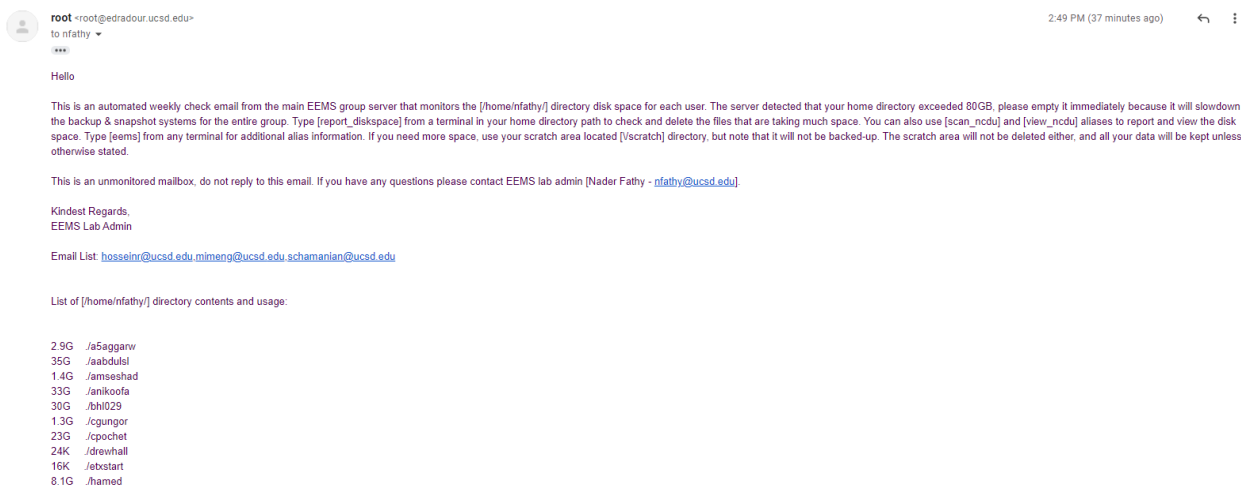 root <root@edradour.ucsd.edu>
2:49 PM (37 minutes ago)
to nfathy
Hello
This is an automated weekly check email from the main EEMS group server that monitors the [/home/nfathy/] directory disk space for each user. The server detected that your home directory exceeded 80GB, please empty it immediately because it will slowdown
the backup & snapshot systems for the entire group. Type [report_diskspace] from a terminal in your home directory path to check and delete the files that are taking much space. You can also use [scan_ncdu] and [view_ncdu] aliases to report and view the disk
space. Type [eems] from any terminal for additional alias information. If you need more space, use your scratch area located [\/scratch] directory, but note that it will not be backed-up. The scratch area will not be deleted either, and all your data will be kept unless
otherwise stated.
This is an unmonitored mailbox, do not reply to this email. If you have any questions please contact EEMS lab admin [Nader Fathy - nfathy@ucsd.edu].
Kindest Regards,
EEMS Lab Admin
Email List: hosseinr@ucsd.edu,mimeng@ucsd.edu,schamanian@ucsd.edu
List of [/home/nfathy/] directory contents and usage:
2.9G ./a5aggarw
35G ./aabdulsl
1.4G ./amseshad
33G ./anikoofa
30G ./bhl029
1.3G ./cgungor
23G ./cpochet
24K ./drewhall
16K ./etxstart
8.1G ./hamed